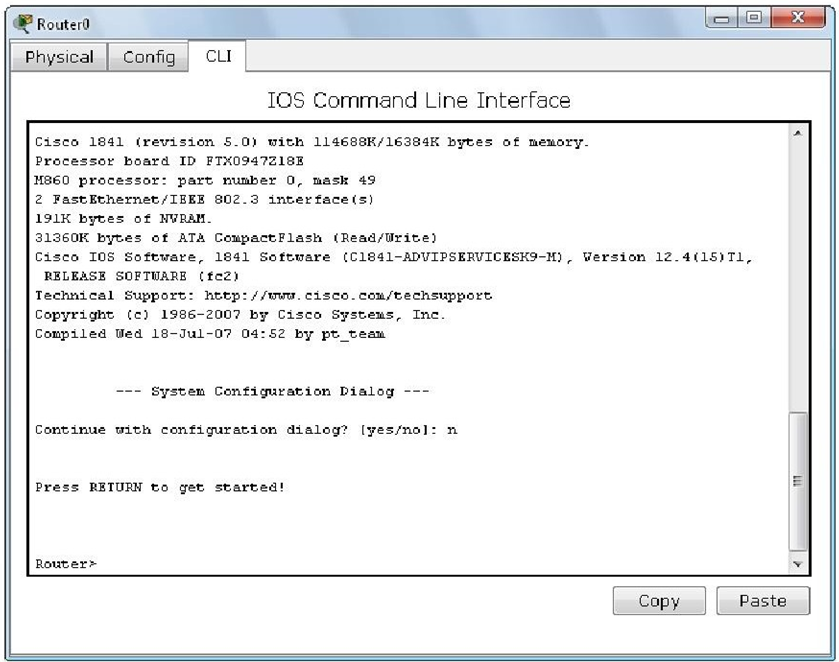 Router0
Physical Config CLI
IOS Command Line Interface
Cisco 1841 (revision 5.0) with 114688K/16384K bytes of memory.
Processor board ID FTX0947Z18E
M860 processor: part number 0, mask 49
2 FastEthernet/IEEE 802.3 interface(s)
191K bytes of NVRAM.
31360K bytes of ATA CompactFlash (Read/Write)
Cisco IOS Software, 1841 Software (C1841-ADVIPSERVICESK9-M), Version 12.4(15)T1,
RELEASE SOFTWARE (fc2)
Technical Support: http://www.cisco.com/techsupport
Copyright (c) 1986-2007 by Cisco Systems, Inc.
Compiled Wed 18-Jul-07 04:52 by pt_team
--- System Configuration Dialog ---
Continue with configuration dialog? [yes/no]: n
Press RETURN to get started!
Router>
Copy Paste